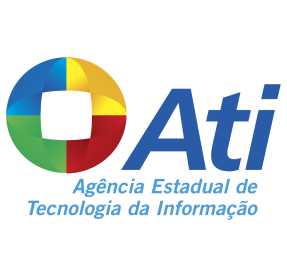 Ati
Agência Estadual de
Tecnologia da Informação